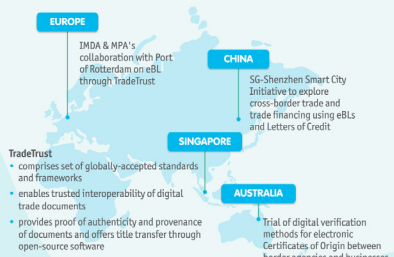 EUROPE
IMDA & MPA's
collaboration with Port
of Rotterdam on eBL
through TradeTrust
CHINA
SG-Shenzhen Smart City
Initiative to explore
cross-border trade and
trade financing using eBLs
and Letters of Credit
SINGAPORE
TradeTrust
• comprises set of globally-accepted standards
and frameworks
• enables trusted interoperability of digital
trade documents
• provides proof of authenticity and provenance
of documents and offers title transfer through
open-source software
AUSTRALIA
Trial of digital verification
methods for electronic
Certificates of Origin between
border agencies and businesses